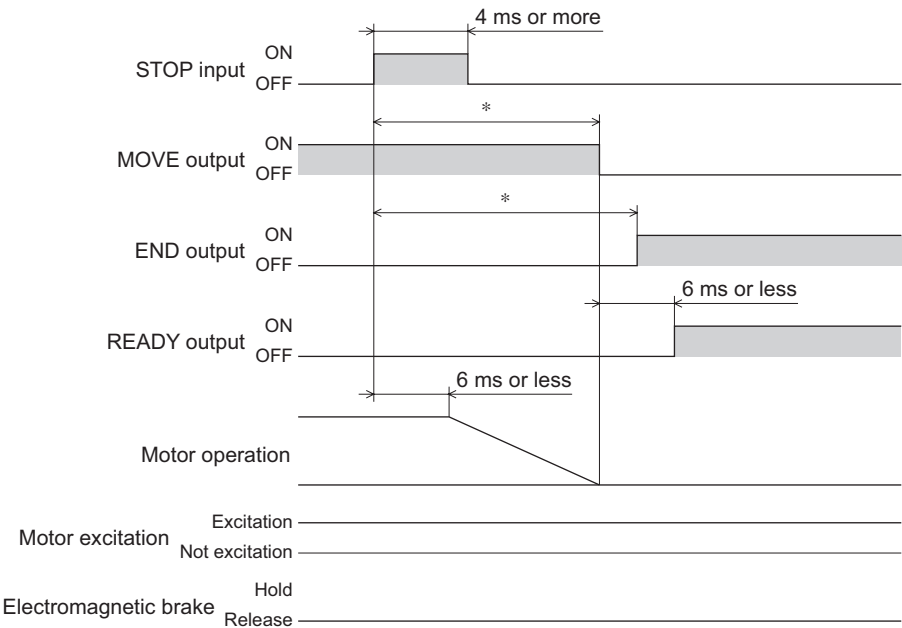 4 ms or more
ON
STOP input
OFF
*
ON
MOVE output
OFF
*
ON
END output
OFF
6 ms or less
ON
READY output
OFF
6 ms or less
Motor operation
Excitation
Motor excitation
Not excitation
Hold
Electromagnetic brake
Release